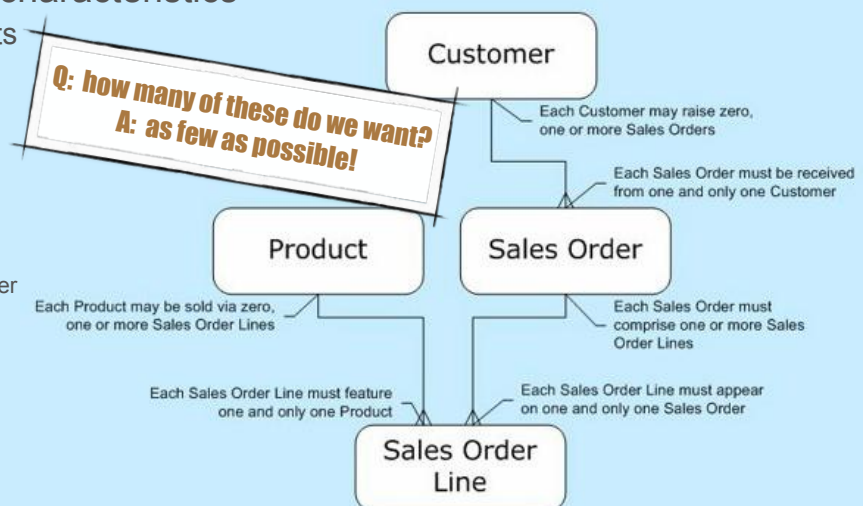 characteristics
ts
Q: how many of these do we want?
A: as few as possible!
Customer
Each Customer may raise zero,
one or more Sales Orders
Each Sales Order must be received
from one and only one Customer
Product
Sales Order
er
Each Product may be sold via zero,
one or more Sales Order Lines
Each Sales Order must
comprise one or more Sales
Order Lines
Each Sales Order Line must feature
one and only one Product
Each Sales Order Line must appear
on one and only one Sales Order
Sales Order
Line